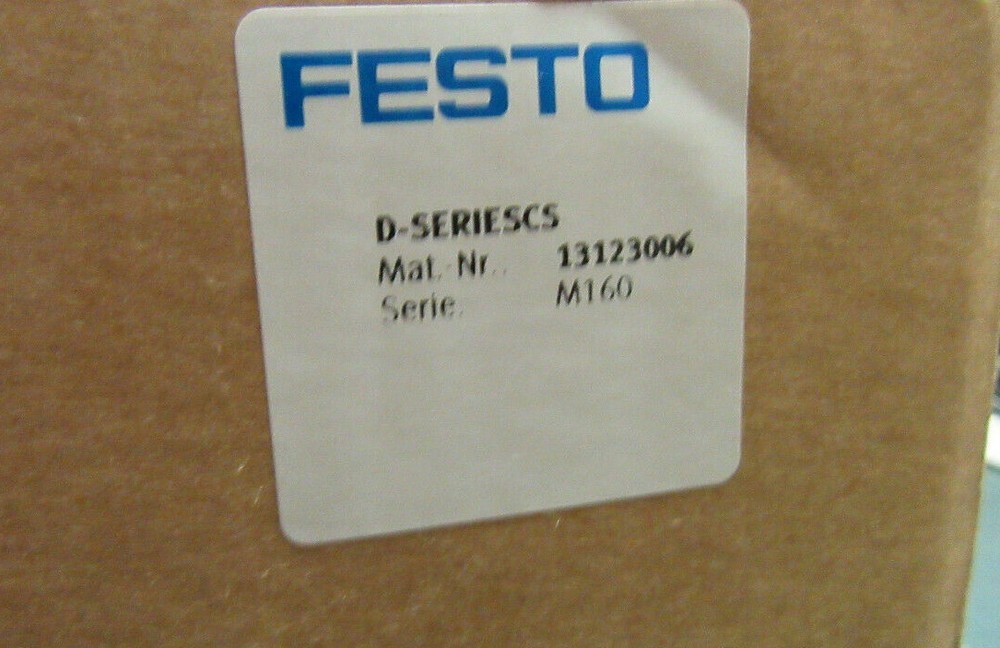 FESTO
D-SERIESCS
Mat.-Nr.: 13123006
Serie: M160